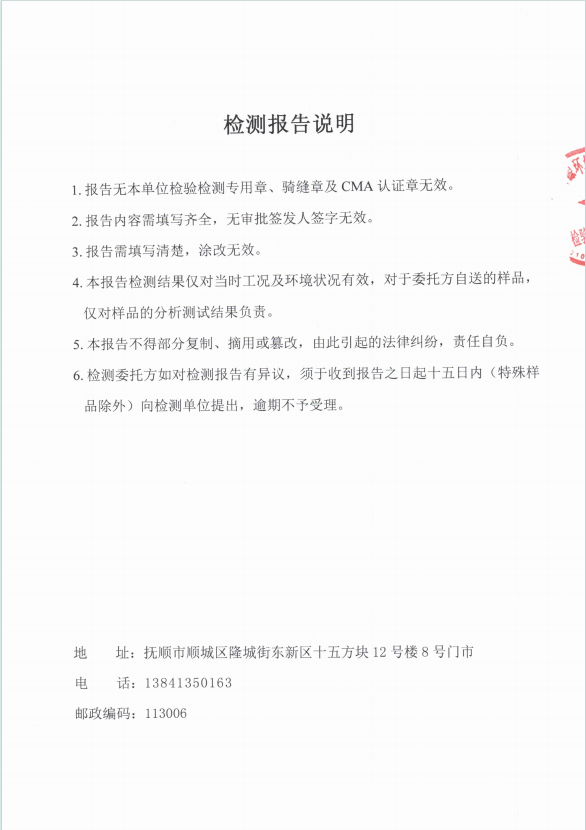 检测报告说明
1. 报告无本单位检验检测专用章、骑缝章及 CMA 认证章无效。
2. 报告内容需填写齐全，无审批签发人签字无效。
3. 报告需填写清楚，涂改无效。
4. 本报告检测结果仅对当时工况及环境状况有效，对于委托方自送的样品，
仅对样品的分析测试结果负责。
5. 本报告不得部分复制、摘用或篡改，由此引起的法律纠纷，责任自负。
6. 检测委托方如对检测报告有异议，须于收到报告之日起十五日内（特殊样
品除外）向检测单位提出，逾期不予受理。
环
检验
地　　址：抚顺市顺城区隆城街东新区十五方块 12 号楼 8 号门市
电　　话：13841350163
邮政编码：113006